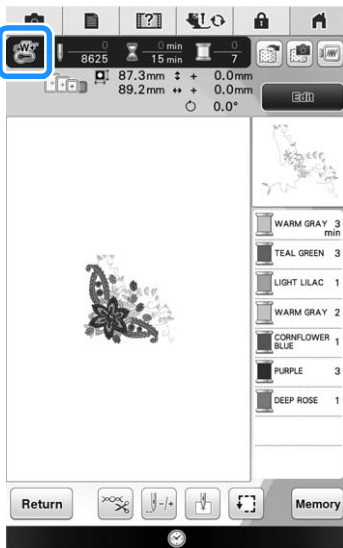 [?]
W+
0
8625
0 min
15 min
0
7
87.3mm ↕ + 0.0mm
89.2mm ↔ + 0.0mm
0.0°
Edit
WARM GRAY 3
min
TEAL GREEN 3
LIGHT LILAC 1
WARM GRAY 2
CORNFLOWER
BLUE 1
PURPLE 3
DEEP ROSE 1
Return
-/+
Memory